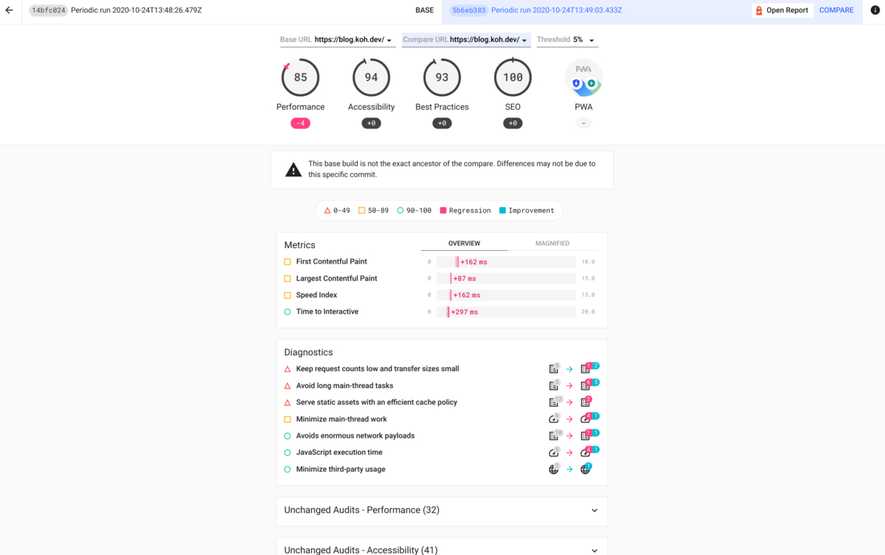 14bfc024 Periodic run 2020-10-24T13:48:26.479Z BASE 5b6eb383 Periodic run 2020-10-24T13:49:03.433Z Open Report COMPARE
Base URL https://blog.koh.dev/ Compare URL https://blog.koh.dev/ Threshold 5%
85 94 93 100 PWA
Performance Accessibility Best Practices SEO PWA
-4 +0 +0 +0 –
This base build is not the exact ancestor of the compare. Differences may not be due to
this specific commit.
0-49 50-89 90-100 Regression Improvement
Metrics OVERVIEW MAGNIFIED
First Contentful Paint 0 +162 ms 10.0
Largest Contentful Paint 0 +87 ms 15.0
Speed Index 0 +162 ms 15.0
Time to Interactive 0 +297 ms 20.0
Diagnostics
Keep request counts low and transfer sizes small
Avoid long main-thread tasks
Serve static assets with an efficient cache policy
Minimize main-thread work
Avoids enormous network payloads
JavaScript execution time
Minimize third-party usage
Unchanged Audits - Performance (32)
Unchanged Audits - Accessibility (41)